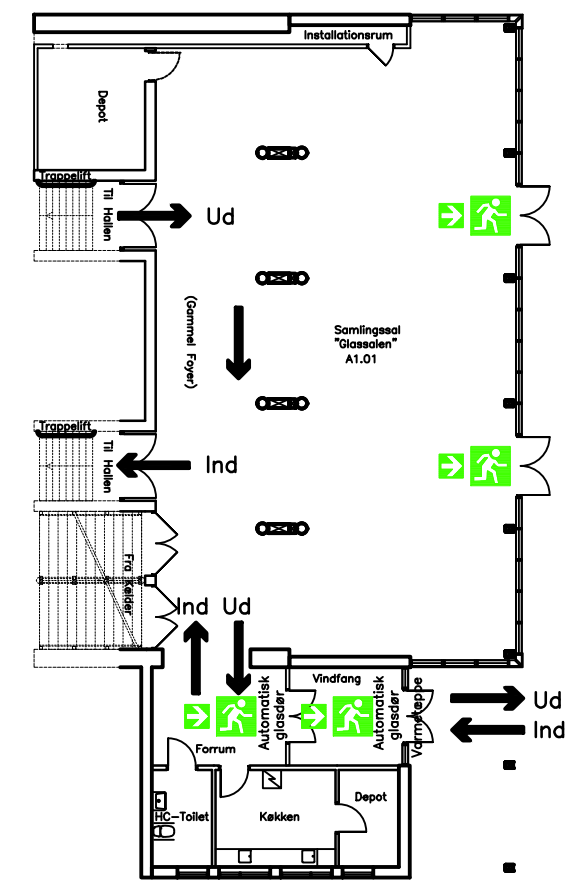 Installationsrum
Depot
Trappelift
Til Hallen
Ud
(Gammel Foyer)
Samlingssal
"Glassalen"
A1.01
Trappelift
Til Hallen
Ind
Fra Kælder
Ind Ud
Vindfang
Automatisk
glasdør
Automatisk
glasdør
Varmetæppe
Ud
Ind
Forrum
Depot
HC-Toilet
Køkken